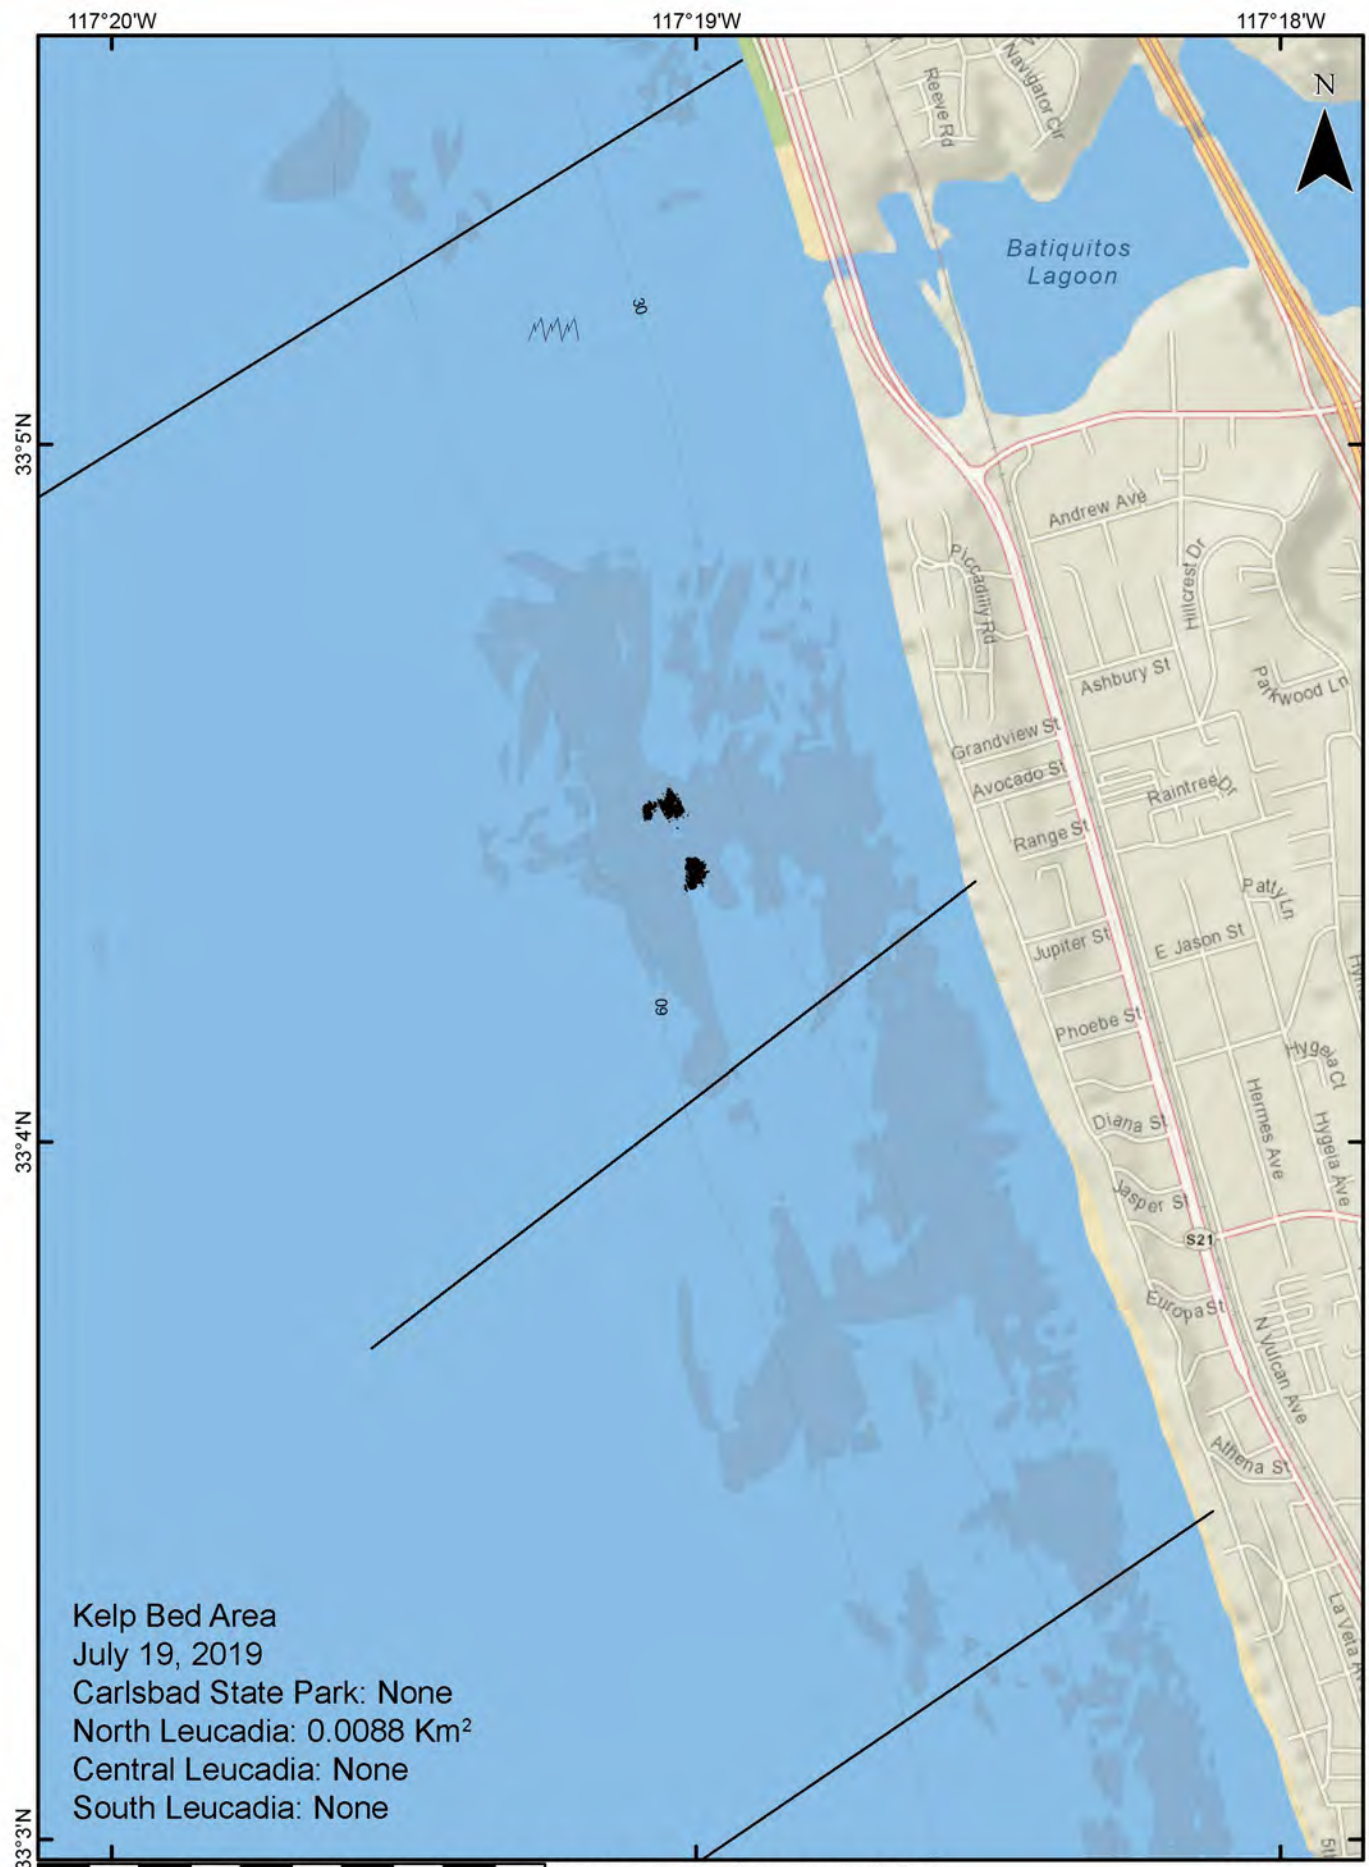 117°20'W
117°19'W
117°18'W
N
Navigator Cir
Reeve Rd
Batiquitos
Lagoon
30
33°5'N
Andrew Ave
Piccadilly Rd
Hillcrest Dr
Ashbury St
Parkwood Ln
Grandview St
Avocado St
Raintree Dr
Range St
Patty Ln
Jupiter St
E Jason St
60
Phoebe St
Hygeia Ct
33°4'N
Diana St
Hermes Ave
Hygeia Ave
Jasper St
S21
Europa St
N Vulcan Ave
Athena St
La Veta
Kelp Bed Area
July 19, 2019
Carlsbad State Park: None
North Leucadia: 0.0088 Km²
Central Leucadia: None
South Leucadia: None
33°3'N